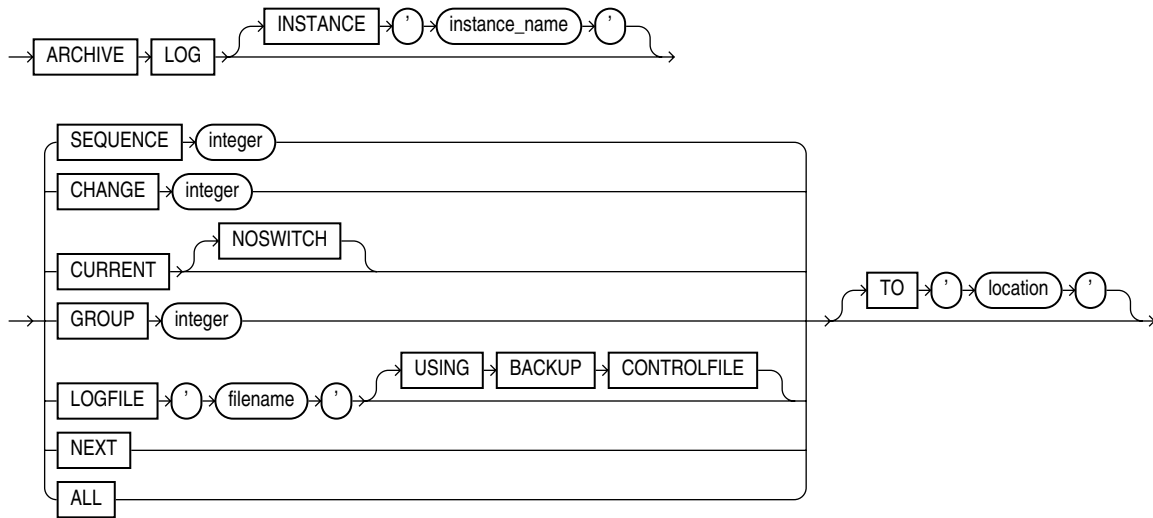 ARCHIVE LOG INSTANCE ' instance_name '
SEQUENCE integer
CHANGE integer
CURRENT NOSWITCH
GROUP integer
LOGFILE ' filename ' USING BACKUP CONTROLFILE
NEXT
ALL
TO ' location '